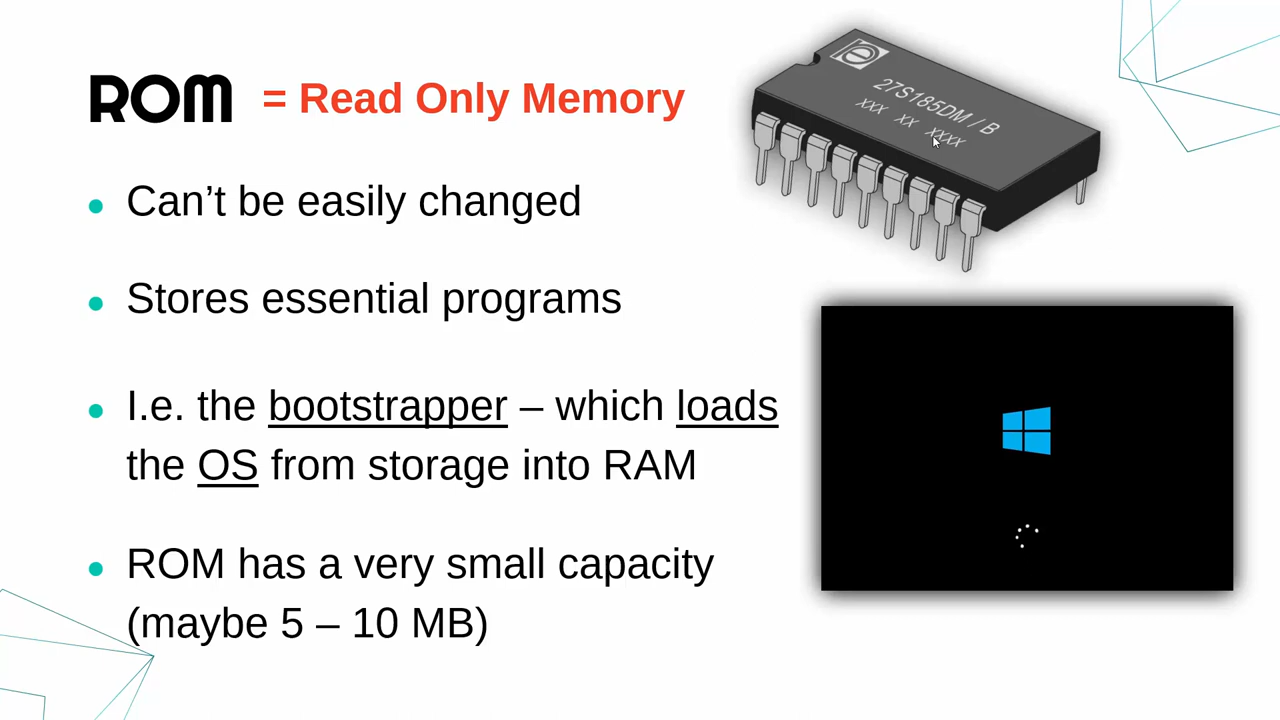 ROM = Read Only Memory
27S185DM / B
XXX XX XXXX
Can’t be easily changed
Stores essential programs
I.e. the bootstrapper – which loads
the OS from storage into RAM
ROM has a very small capacity
(maybe 5 – 10 MB)